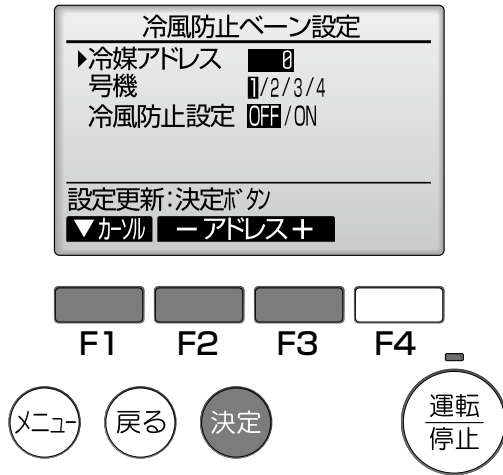 冷風防止ベーン設定
▶冷媒アドレス 0
号機 1/2/3/4
冷風防止設定 OFF/ON
設定更新:決定ボタン
▼カーソル ーアドレス＋
F1 F2 F3 F4
メニュー 戻る 決定 運転
停止